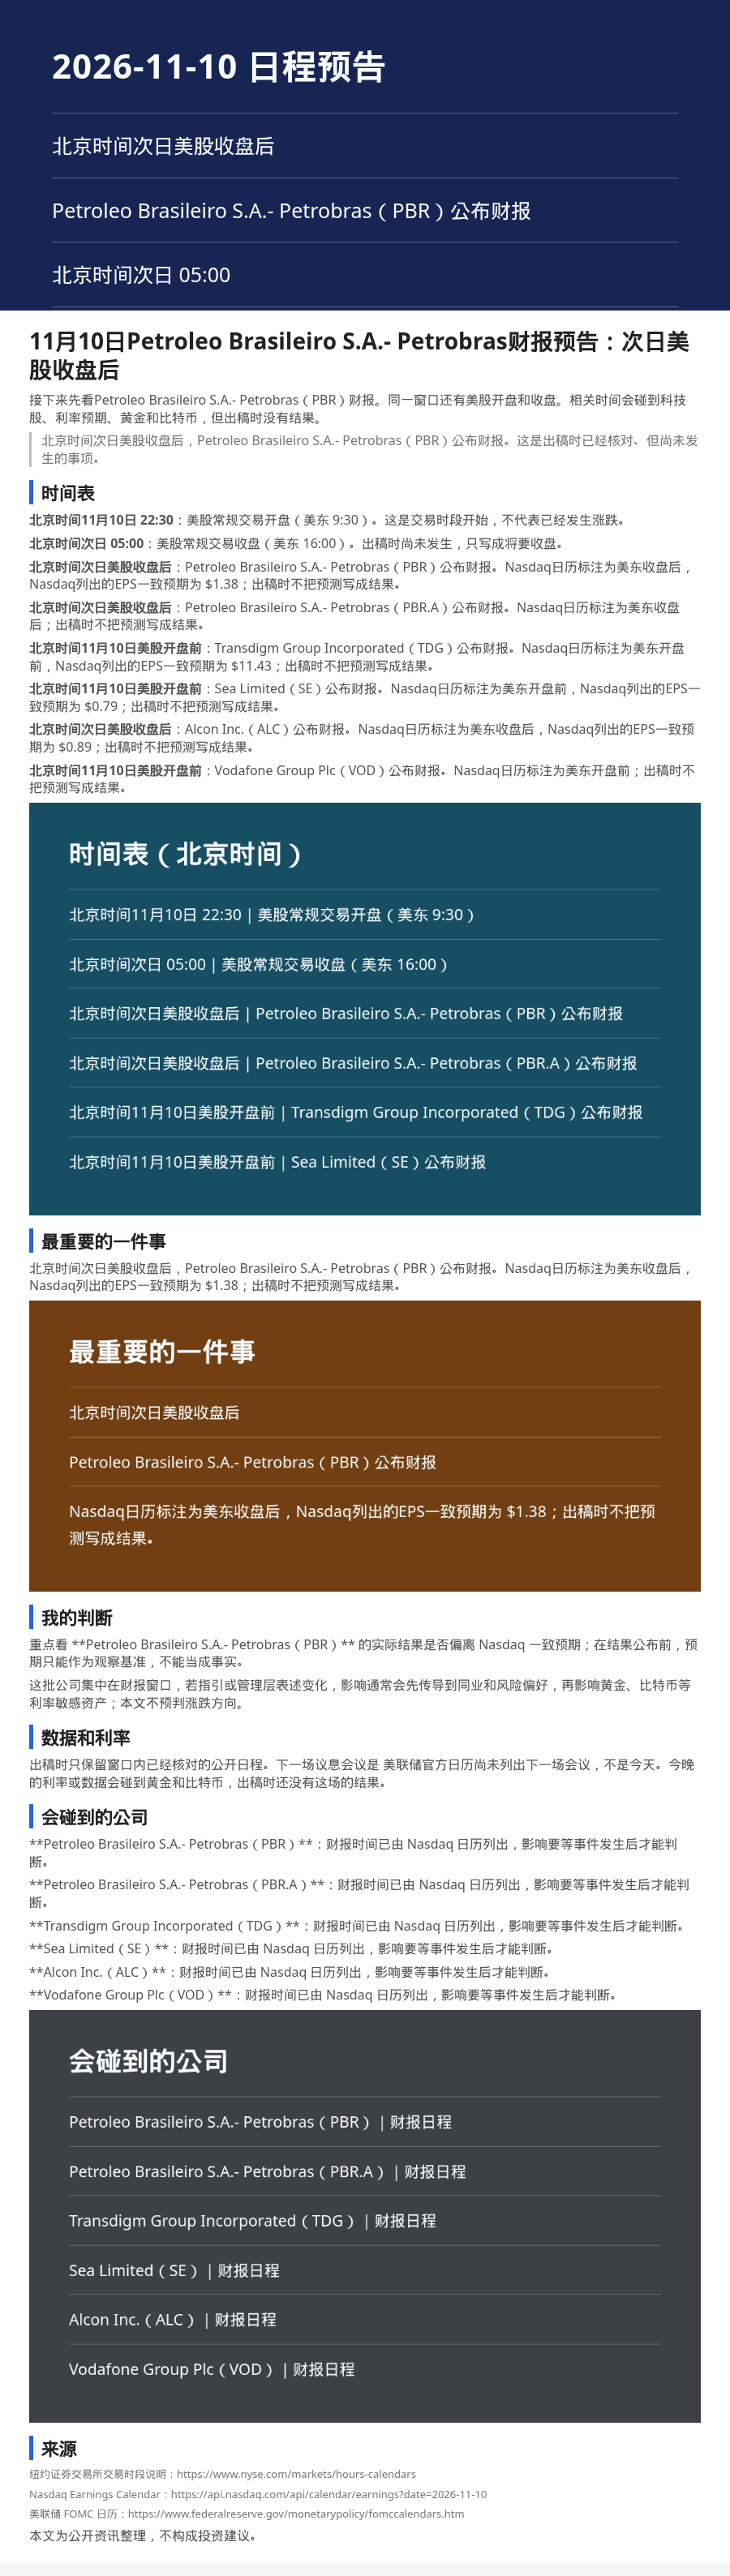 2026-11-10 日程预告
北京时间次日美股收盘后
Petroleo Brasileiro S.A.- Petrobras（PBR）公布财报
北京时间次日 05:00
11月10日Petroleo Brasileiro S.A.- Petrobras财报预告：次日美
股收盘后
接下来先看Petroleo Brasileiro S.A.- Petrobras（PBR）财报。同一窗口还有美股开盘和收盘。相关时间会碰到科技
股、利率预期、黄金和比特币，但出稿时没有结果。
北京时间次日美股收盘后，Petroleo Brasileiro S.A.- Petrobras（PBR）公布财报。这是出稿时已经核对、但尚未发
生的事项。
时间表
北京时间11月10日 22:30：美股常规交易开盘（美东 9:30）。这是交易时段开始，不代表已经发生涨跌。
北京时间次日 05:00：美股常规交易收盘（美东 16:00）。出稿时尚未发生，只写成将要收盘。
北京时间次日美股收盘后：Petroleo Brasileiro S.A.- Petrobras（PBR）公布财报。Nasdaq日历标注为美东收盘后，
Nasdaq列出的EPS一致预期为 $1.38；出稿时不把预测写成结果。
北京时间次日美股收盘后：Petroleo Brasileiro S.A.- Petrobras（PBR.A）公布财报。Nasdaq日历标注为美东收盘
后；出稿时不把预测写成结果。
北京时间11月10日美股开盘前：Transdigm Group Incorporated（TDG）公布财报。Nasdaq日历标注为美东开盘
前，Nasdaq列出的EPS一致预期为 $11.43；出稿时不把预测写成结果。
北京时间11月10日美股开盘前：Sea Limited（SE）公布财报。Nasdaq日历标注为美东开盘前，Nasdaq列出的EPS一
致预期为 $0.79；出稿时不把预测写成结果。
北京时间次日美股收盘后：Alcon Inc.（ALC）公布财报。Nasdaq日历标注为美东收盘后，Nasdaq列出的EPS一致预
期为 $0.89；出稿时不把预测写成结果。
北京时间11月10日美股开盘前：Vodafone Group Plc（VOD）公布财报。Nasdaq日历标注为美东开盘前；出稿时不
把预测写成结果。
时间表（北京时间）
北京时间11月10日 22:30 | 美股常规交易开盘（美东 9:30）
北京时间次日 05:00 | 美股常规交易收盘（美东 16:00）
北京时间次日美股收盘后 | Petroleo Brasileiro S.A.- Petrobras（PBR）公布财报
北京时间次日美股收盘后 | Petroleo Brasileiro S.A.- Petrobras（PBR.A）公布财报
北京时间11月10日美股开盘前 | Transdigm Group Incorporated（TDG）公布财报
北京时间11月10日美股开盘前 | Sea Limited（SE）公布财报
最重要的一件事
北京时间次日美股收盘后，Petroleo Brasileiro S.A.- Petrobras（PBR）公布财报。Nasdaq日历标注为美东收盘后，
Nasdaq列出的EPS一致预期为 $1.38；出稿时不把预测写成结果。
最重要的一件事
北京时间次日美股收盘后
Petroleo Brasileiro S.A.- Petrobras（PBR）公布财报
Nasdaq日历标注为美东收盘后，Nasdaq列出的EPS一致预期为 $1.38；出稿时不把预
测写成结果。
我的判断
重点看 **Petroleo Brasileiro S.A.- Petrobras（PBR）** 的实际结果是否偏离 Nasdaq 一致预期；在结果公布前，预
期只能作为观察基准，不能当成事实。
这批公司集中在财报窗口，若指引或管理层表述变化，影响通常会先传导到同业和风险偏好，再影响黄金、比特币等
利率敏感资产；本文不预判涨跌方向。
数据和利率
出稿时只保留窗口内已经核对的公开日程。下一场议息会议是 美联储官方日历尚未列出下一场会议，不是今天。今晚
的利率或数据会碰到黄金和比特币，出稿时还没有这场的结果。
会碰到的公司
**Petroleo Brasileiro S.A.- Petrobras（PBR）**：财报时间已由 Nasdaq 日历列出，影响要等事件发生后才能判
断。
**Petroleo Brasileiro S.A.- Petrobras（PBR.A）**：财报时间已由 Nasdaq 日历列出，影响要等事件发生后才能判
断。
**Transdigm Group Incorporated（TDG）**：财报时间已由 Nasdaq 日历列出，影响要等事件发生后才能判断。
**Sea Limited（SE）**：财报时间已由 Nasdaq 日历列出，影响要等事件发生后才能判断。
**Alcon Inc.（ALC）**：财报时间已由 Nasdaq 日历列出，影响要等事件发生后才能判断。
**Vodafone Group Plc（VOD）**：财报时间已由 Nasdaq 日历列出，影响要等事件发生后才能判断。
会碰到的公司
Petroleo Brasileiro S.A.- Petrobras（PBR） | 财报日程
Petroleo Brasileiro S.A.- Petrobras（PBR.A） | 财报日程
Transdigm Group Incorporated（TDG） | 财报日程
Sea Limited（SE） | 财报日程
Alcon Inc.（ALC） | 财报日程
Vodafone Group Plc（VOD） | 财报日程
来源
纽约证券交易所交易时段说明：https://www.nyse.com/markets/hours-calendars
Nasdaq Earnings Calendar：https://api.nasdaq.com/api/calendar/earnings?date=2026-11-10
美联储 FOMC 日历：https://www.federalreserve.gov/monetarypolicy/fomccalendars.htm
本文为公开资讯整理，不构成投资建议。